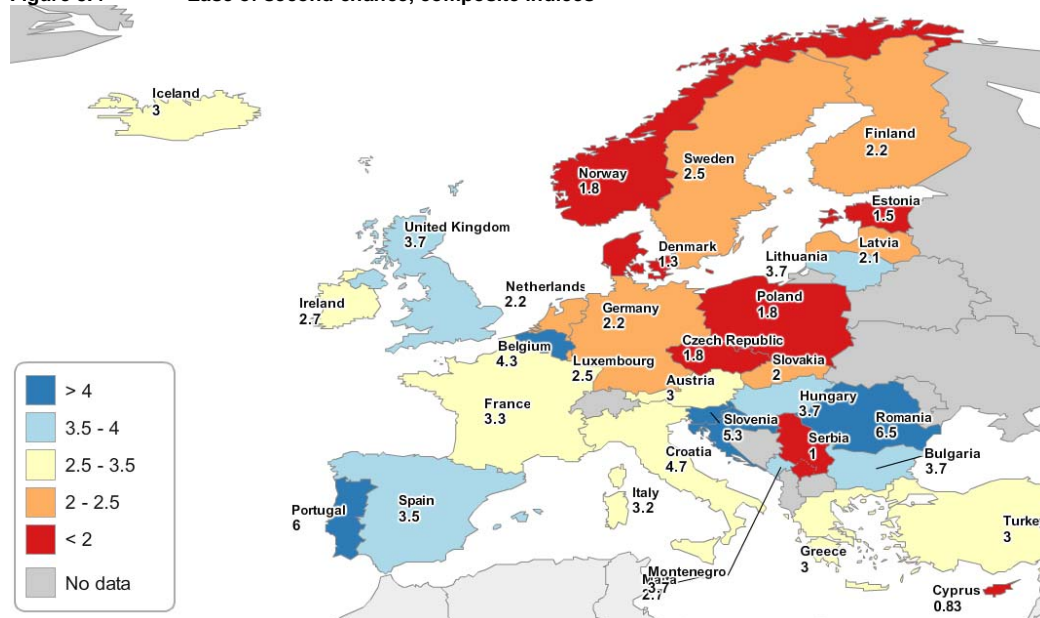 Ease of second chance, composite indices
Iceland
3
Norway
1.8
Sweden
2.5
Finland
2.2
Estonia
1.5
Latvia
2.1
Lithuania
3.7
Denmark
1.3
United Kingdom
3.7
Ireland
2.7
Netherlands
2.2
Germany
2.2
Poland
1.8
Belgium
4.3
Luxembourg
2.5
Czech Republic
1.8
Slovakia
2
Austria
3
Hungary
3.7
France
3.3
Slovenia
5.3
Romania
6.5
Croatia
4.7
Serbia
1
Bulgaria
3.7
Portugal
6
Spain
3.5
Italy
3.2
Montenegro
3.7
Malta
2.7
Greece
3
Turkey
3
Cyprus
0.83
> 4
3.5 - 4
2.5 - 3.5
2 - 2.5
< 2
No data